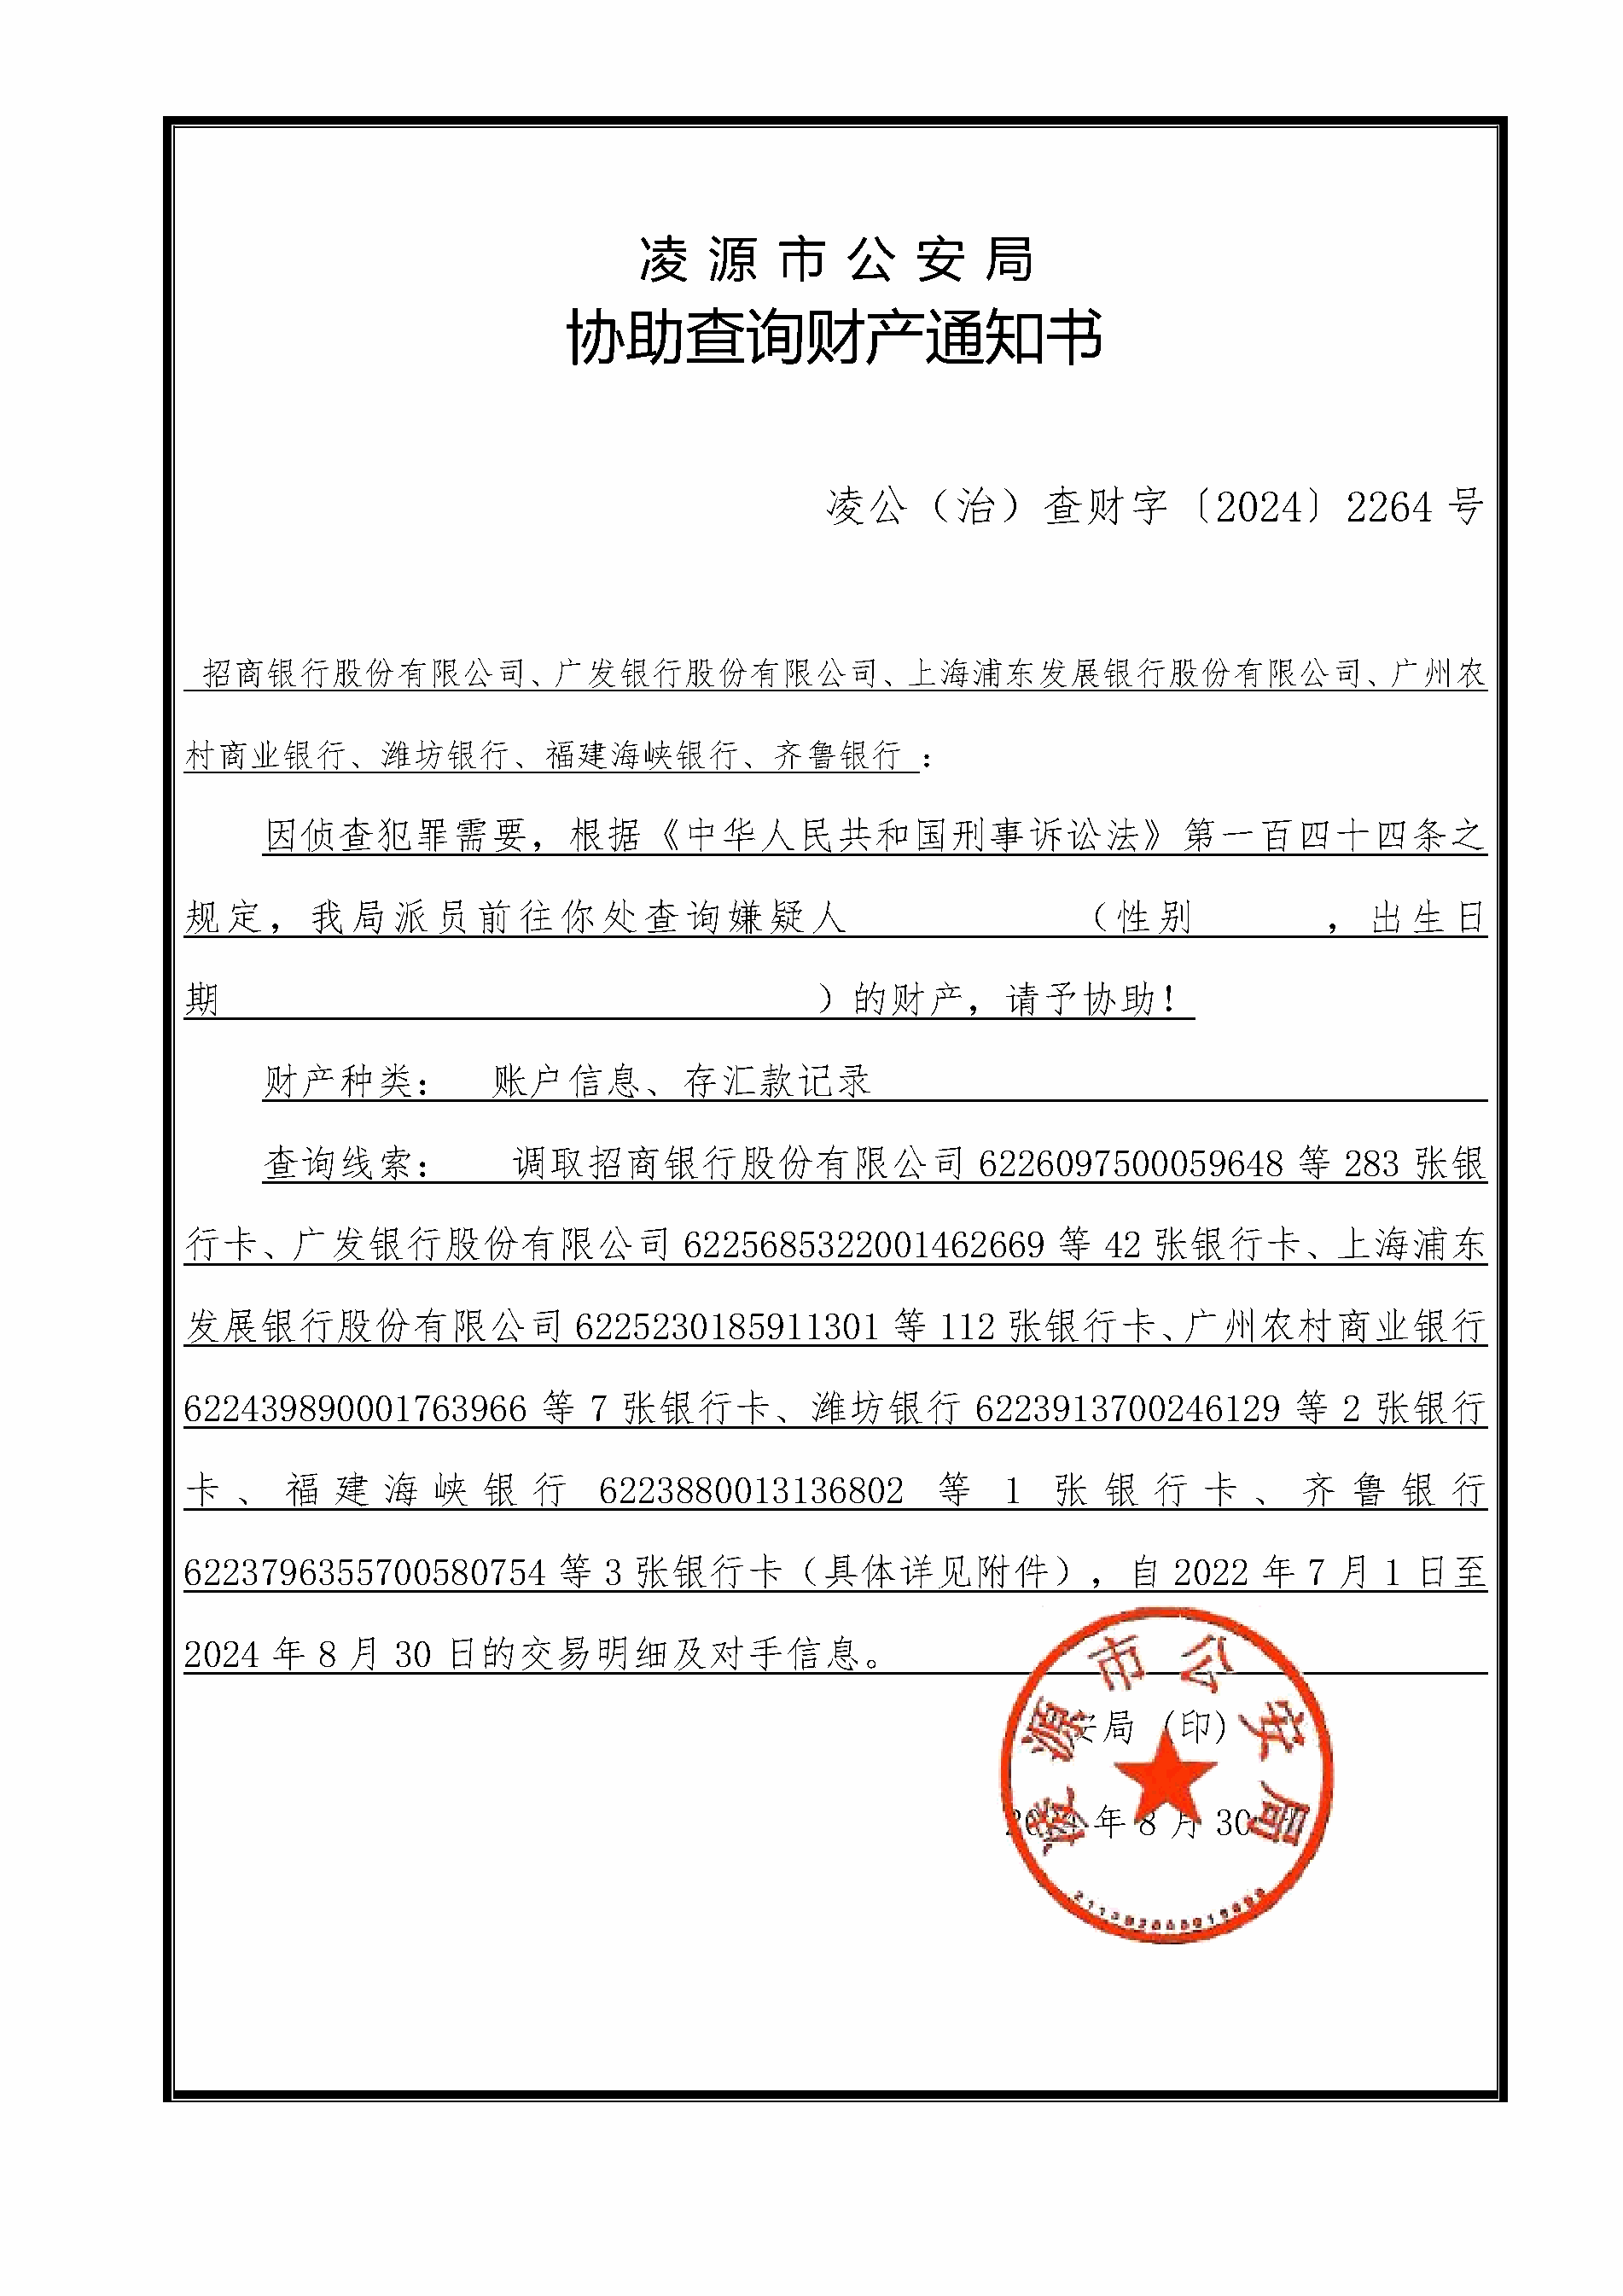 凌源市公安局
协助查询财产通知书
凌公（治）查财字〔2024〕2264 号
招商银行股份有限公司、广发银行股份有限公司、上海浦东发展银行股份有限公司、广州农
村商业银行、潍坊银行、福建海峡银行、齐鲁银行 ：
因侦查犯罪需要，根据《中华人民共和国刑事诉讼法》第一百四十四条之
规定，我局派员前往你处查询嫌疑人 （性别 ，出生日
期 ）的财产，请予协助！
财产种类： 账户信息、存汇款记录
查询线索： 调取招商银行股份有限公司 6226097500059648 等 283 张银
行卡、广发银行股份有限公司 6225685322001462669 等 42 张银行卡、上海浦东
发展银行股份有限公司 6225230185911301 等 112 张银行卡、广州农村商业银行
622439890001763966 等 7 张银行卡、潍坊银行 6223913700246129 等 2 张银行
卡、福建海峡银行 6223880013136802 等 1 张银行卡、齐鲁银行
6223796355700580754 等 3 张银行卡（具体详见附件），自 2022 年 7 月 1 日至
2024 年 8 月 30 日的交易明细及对手信息。
安局（印）
年 8 月 30
凌源市公安局